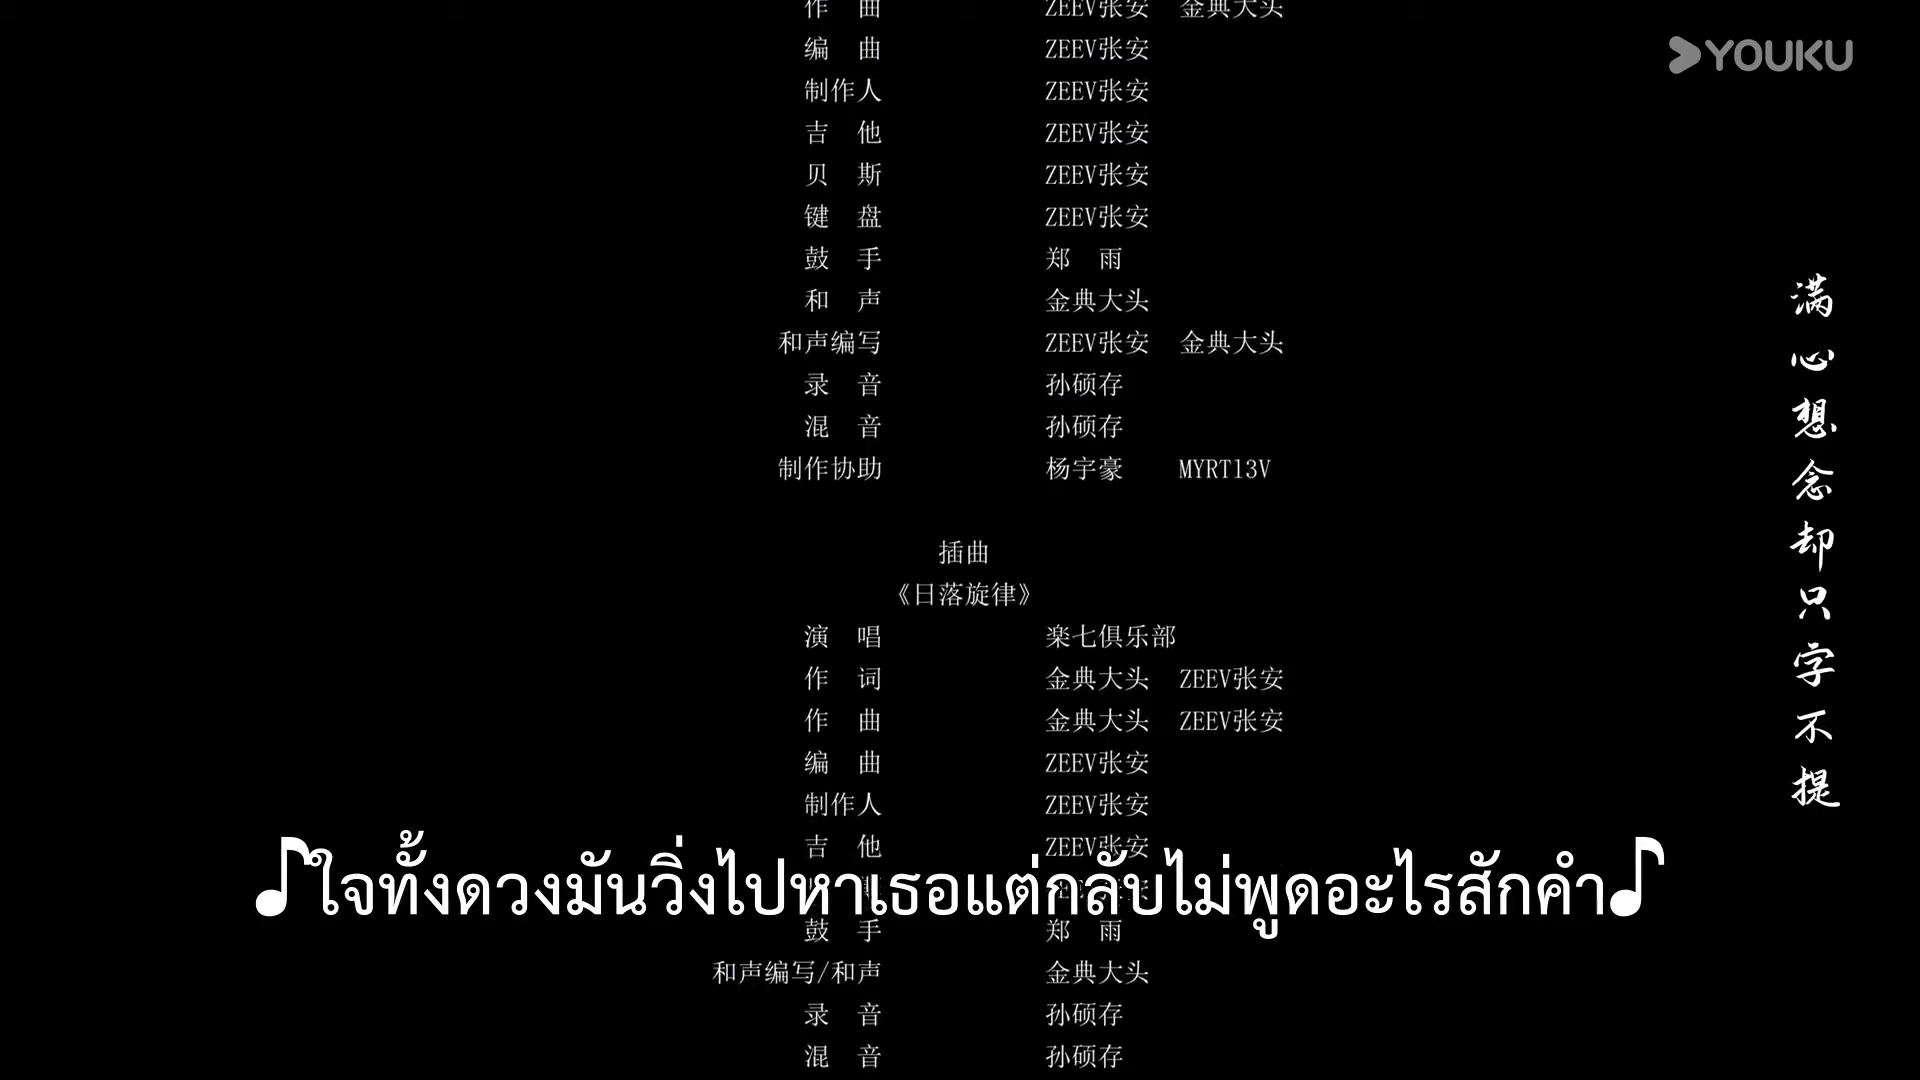 作 曲 ZEEV张安 金典大头
编 曲 ZEEV张安
YOUKU
制作人 ZEEV张安
吉 他 ZEEV张安
贝 斯 ZEEV张安
键 盘 ZEEV张安
鼓 手 郑 雨
和 声 金典大头
和声编写 ZEEV张安 金典大头
录 音 孙硕存
混 音 孙硕存
制作协助 杨宇豪 MYRT13V
插曲
《日落旋律》
演 唱 楽七俱乐部
作 词 金典大头 ZEEV张安
作 曲 金典大头 ZEEV张安
编 曲 ZEEV张安
制作人 ZEEV张安
吉 他 ZEEV张安
♪ใจทั้งดวงมันวิ่งไปหาเธอแต่กลับไม่พูดอะไรสักคำ♪
鼓 手 郑 雨
和声编写/和声 金典大头
录 音 孙硕存
混 音 孙硕存
满心想念却只字不提